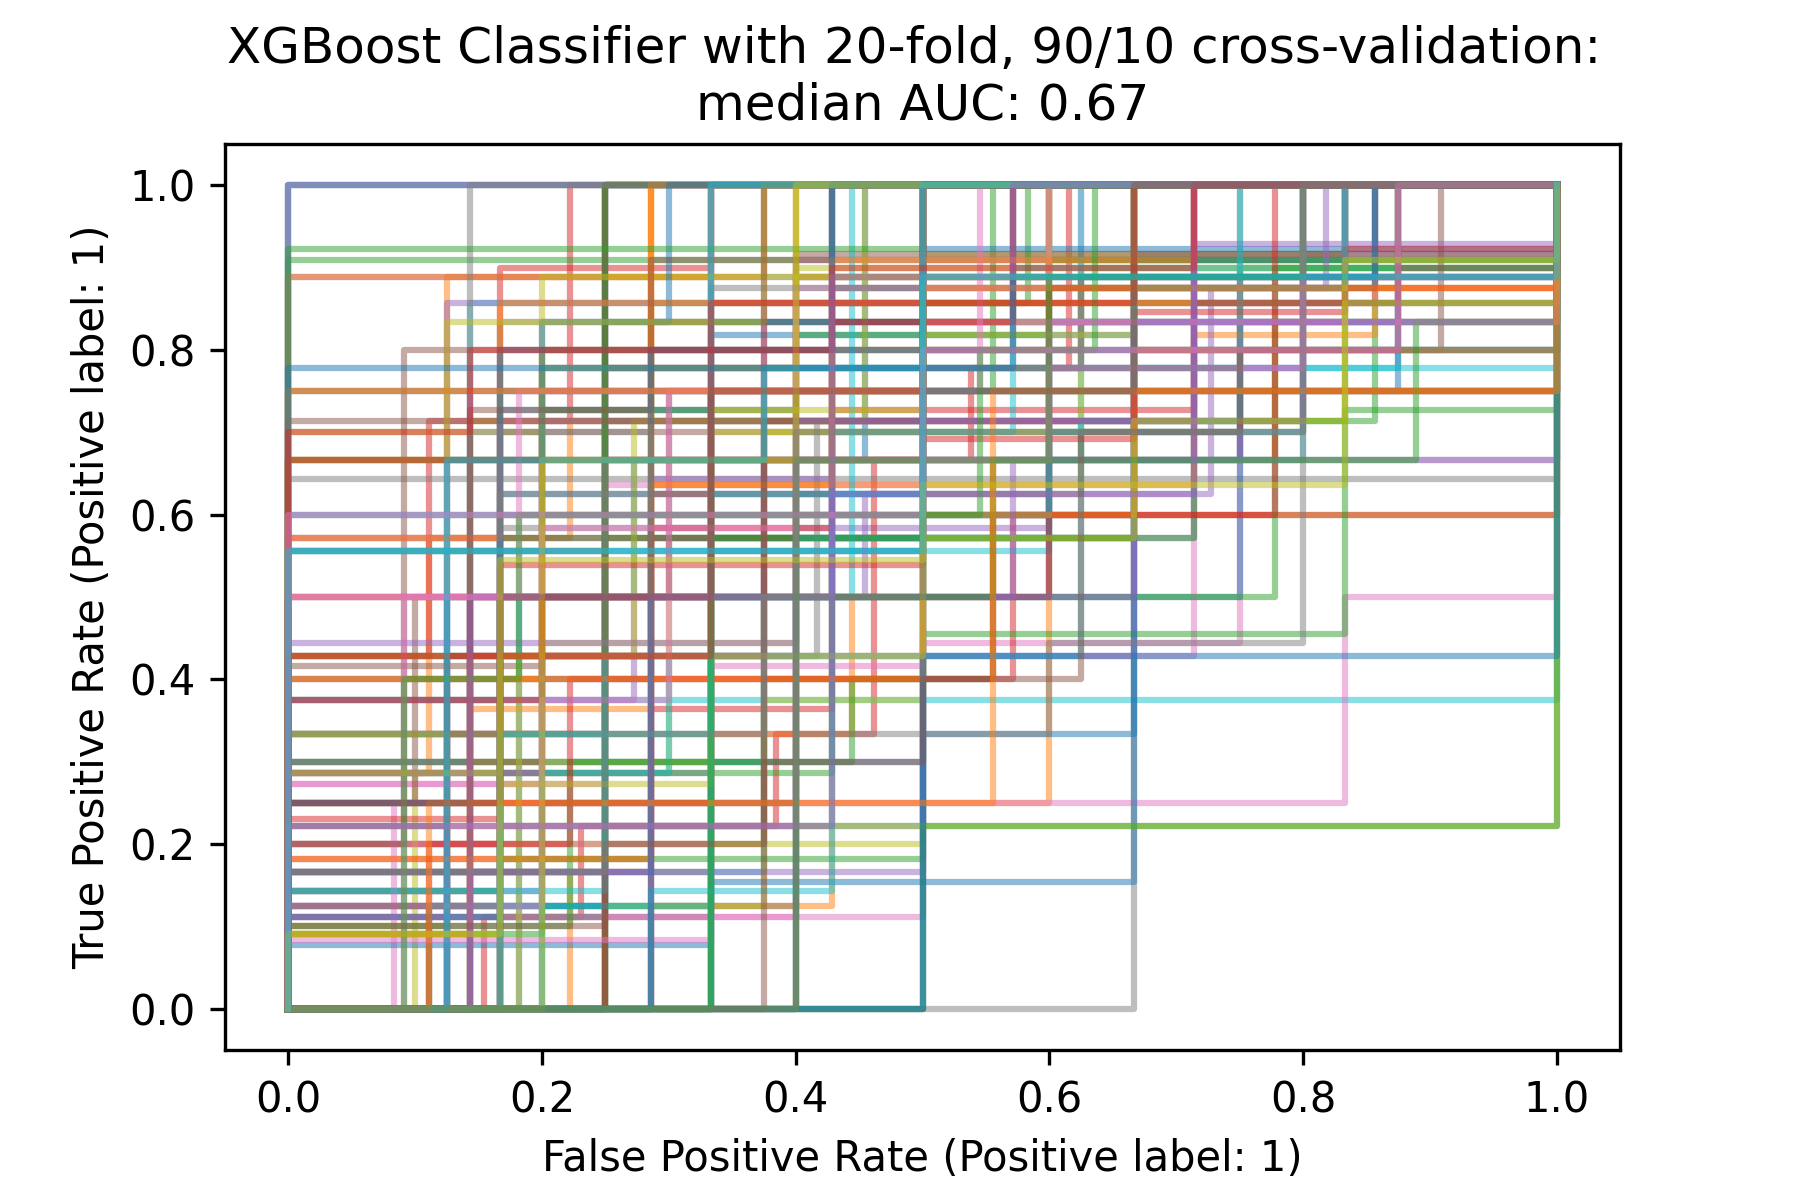 XGBoost Classifier with 20-fold, 90/10 cross-validation:
median AUC: 0.67
True Positive Rate (Positive label: 1)
1.0
0.8
0.6
0.4
0.2
0.0
0.0 0.2 0.4 0.6 0.8 1.0
False Positive Rate (Positive label: 1)